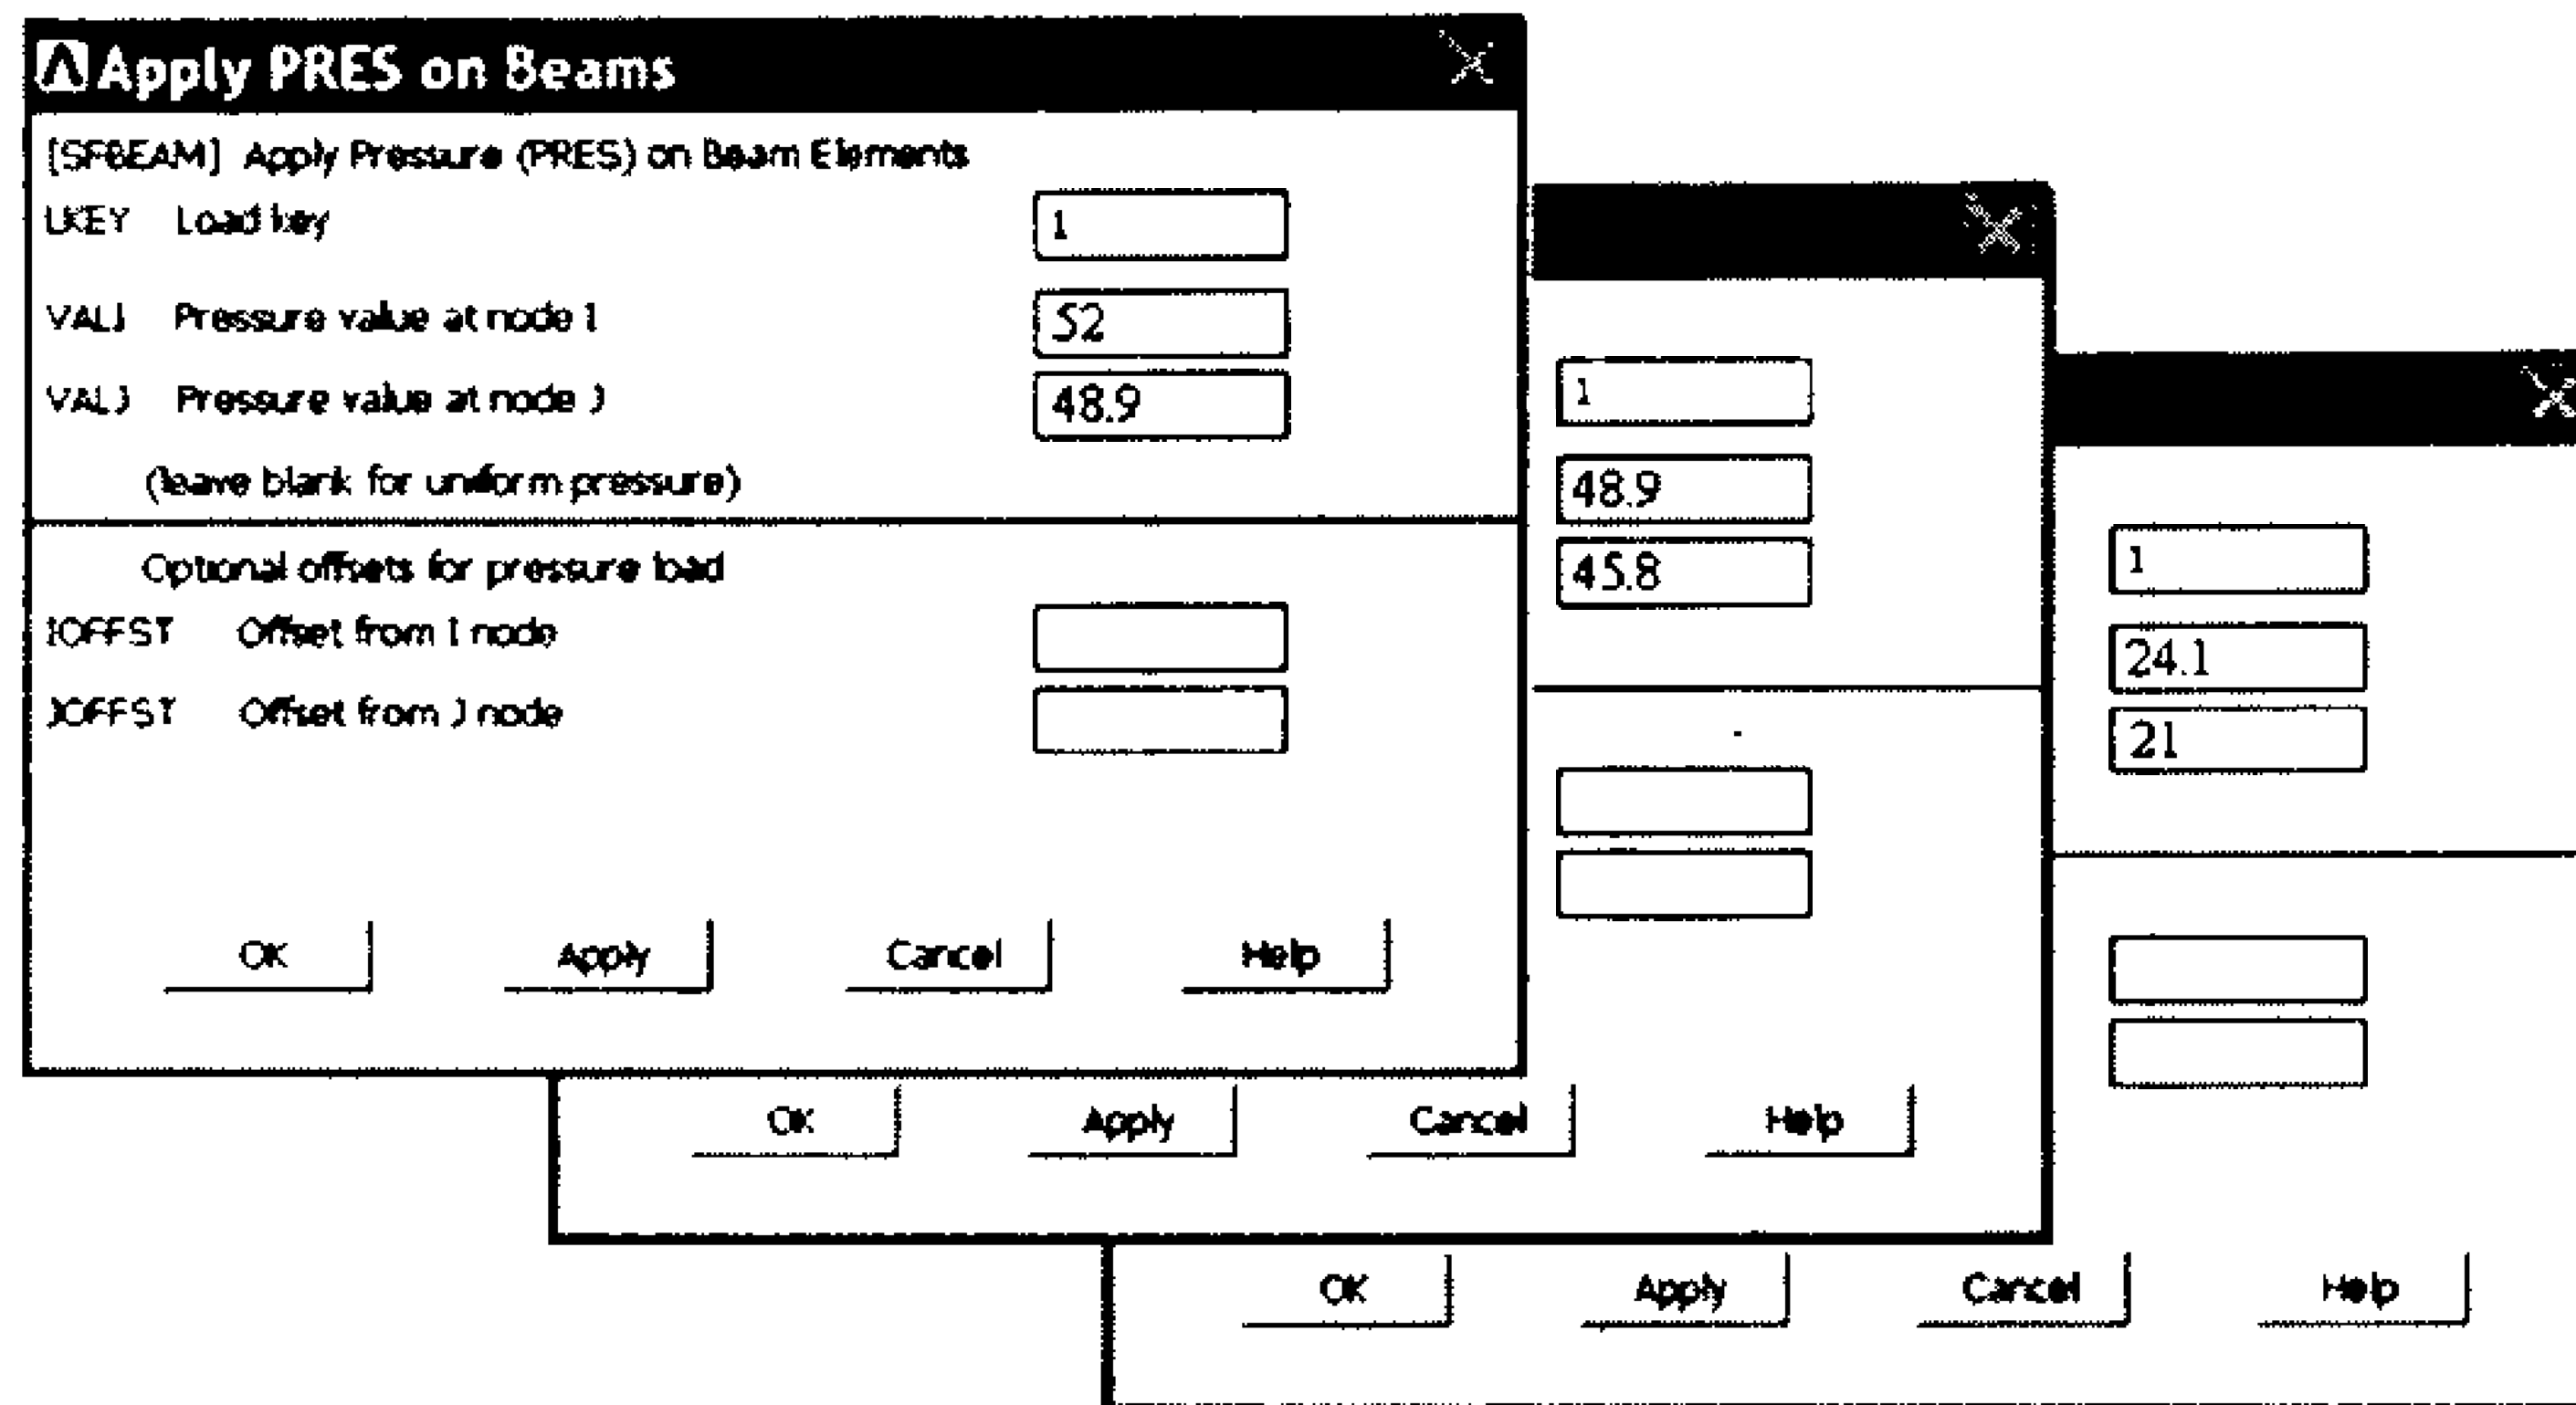 Apply PRES on Beams
[SFBEAM] Apply Pressure (PRES) on Beam Elements
LKEY Load key 1
VALI Pressure value at node I 52
VALJ Pressure value at node J 48.9
(leave blank for uniform pressure)
Optional offsets for pressure load
IOFFST Offset from I node
JOFFST Offset from J node
OK Apply Cancel Help
1
48.9
45.8
OK Apply Cancel Help
1
24.1
21
OK Apply Cancel Help